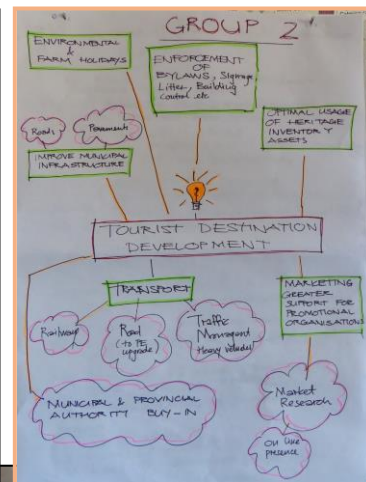 GROUP 2
ENVIRONMENTAL
&
FARM HOLIDAYS
ENFORCEMENT
OF
BYLAWS, Signage,
Litter, Building
Control etc
OPTIMAL USAGE
OF HERITAGE
INVENTORY
ASSETS
Roads
Pavements
IMPROVE MUNICIPAL
INFRASTRUCTURE
TOURIST DESTINATION
DEVELOPMENT
TRANSPORT
Railways
Road
(to PE
upgrade)
Traffic
Heavy Vehicles
MARKETING
GREATER
SUPPORT FOR
PROMOTIONAL
ORGANISATIONS
MUNICIPAL & PROVINCIAL
AUTHORITY BUY-IN
Market
Research
On line
presence